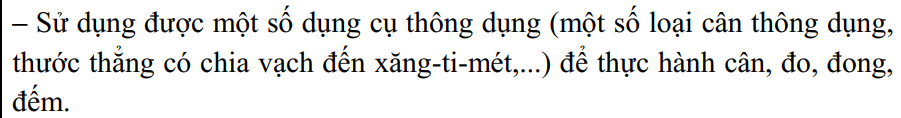 – Sử dụng được một số dụng cụ thông dụng (một số loại cân thông dụng,
thước thẳng có chia vạch đến xăng-ti-mét,...) để thực hành cân, đo, đong,
đếm.